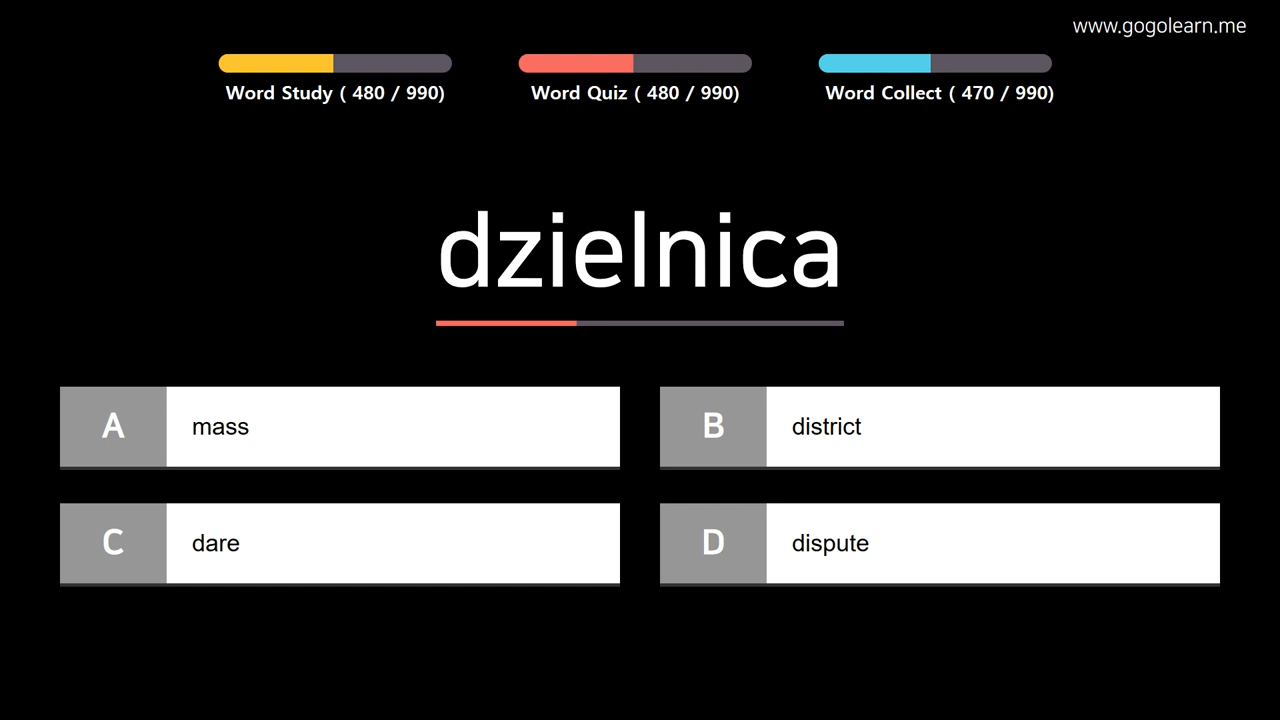 www.gogolearn.me
Word Study ( 480 / 990)
Word Quiz ( 480 / 990)
Word Collect ( 470 / 990)
dzielnica
A mass
B district
C dare
D dispute